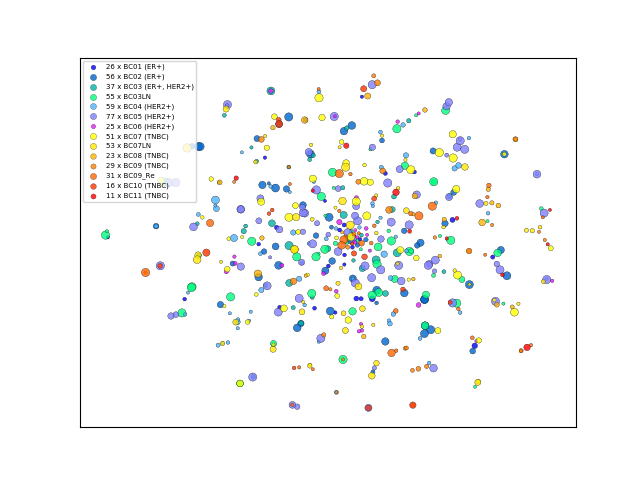 26 x BC01 (ER+)
56 x BC02 (ER+)
37 x BC03 (ER+, HER2+)
55 x BC03LN
59 x BC04 (HER2+)
77 x BC05 (HER2+)
25 x BC06 (HER2+)
51 x BC07 (TNBC)
53 x BC07LN
23 x BC08 (TNBC)
29 x BC09 (TNBC)
31 x BC09_Re
16 x BC10 (TNBC)
11 x BC11 (TNBC)